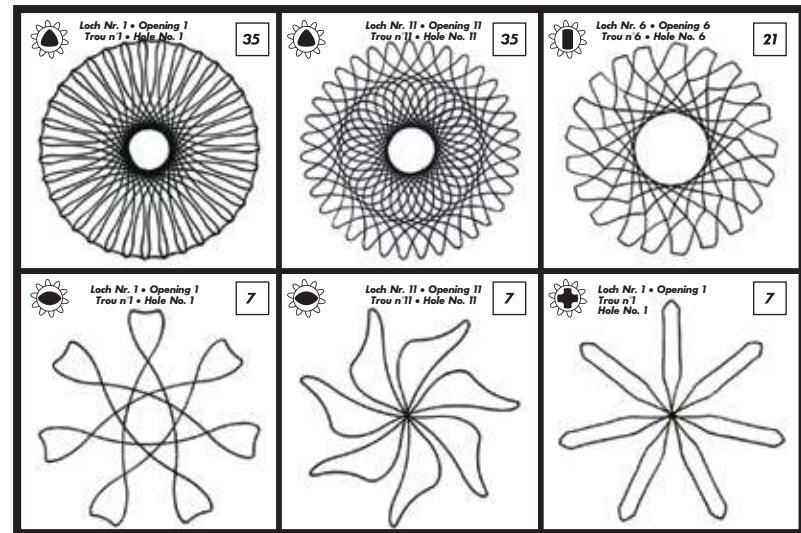 Loch Nr. 1 • Opening 1
Trou n°1 • Hole No. 1
35
Loch Nr. 11 • Opening 11
Trou n°11 • Hole No. 11
35
Loch Nr. 6 • Opening 6
Trou n°6 • Hole No. 6
21
Loch Nr. 1 • Opening 1
Trou n°1 • Hole No. 1
7
Loch Nr. 11 • Opening 11
Trou n°11 • Hole No. 11
7
Loch Nr. 1 • Opening 1
Trou n°1
Hole No. 1
7